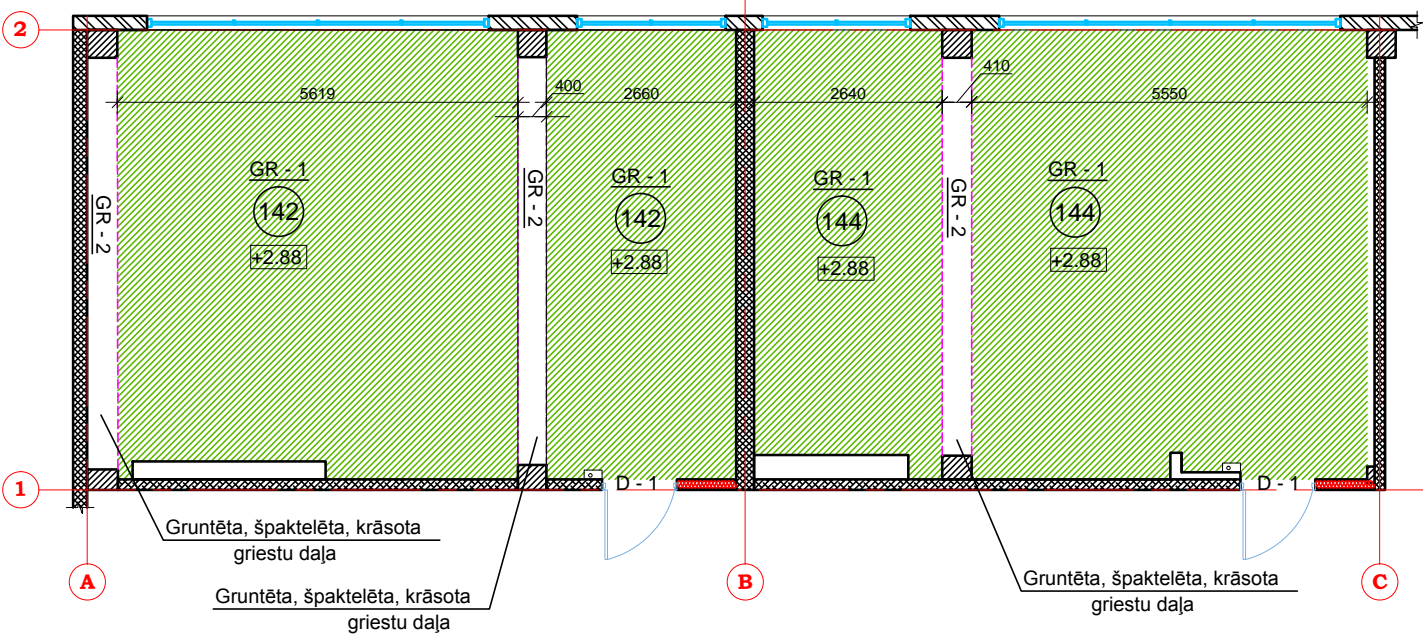 2
5619
400
2660
2640
410
5550
GR - 1
142
+2.88
GR - 1
142
+2.88
GR - 1
144
+2.88
GR - 1
144
+2.88
GR - 2
GR - 2
GR - 2
1
D - 1
D - 1
Gruntēta, špaktelēta, krāsota
griestu daļa
Gruntēta, špaktelēta, krāsota
griestu daļa
Gruntēta, špaktelēta, krāsota
griestu daļa
A
B
C